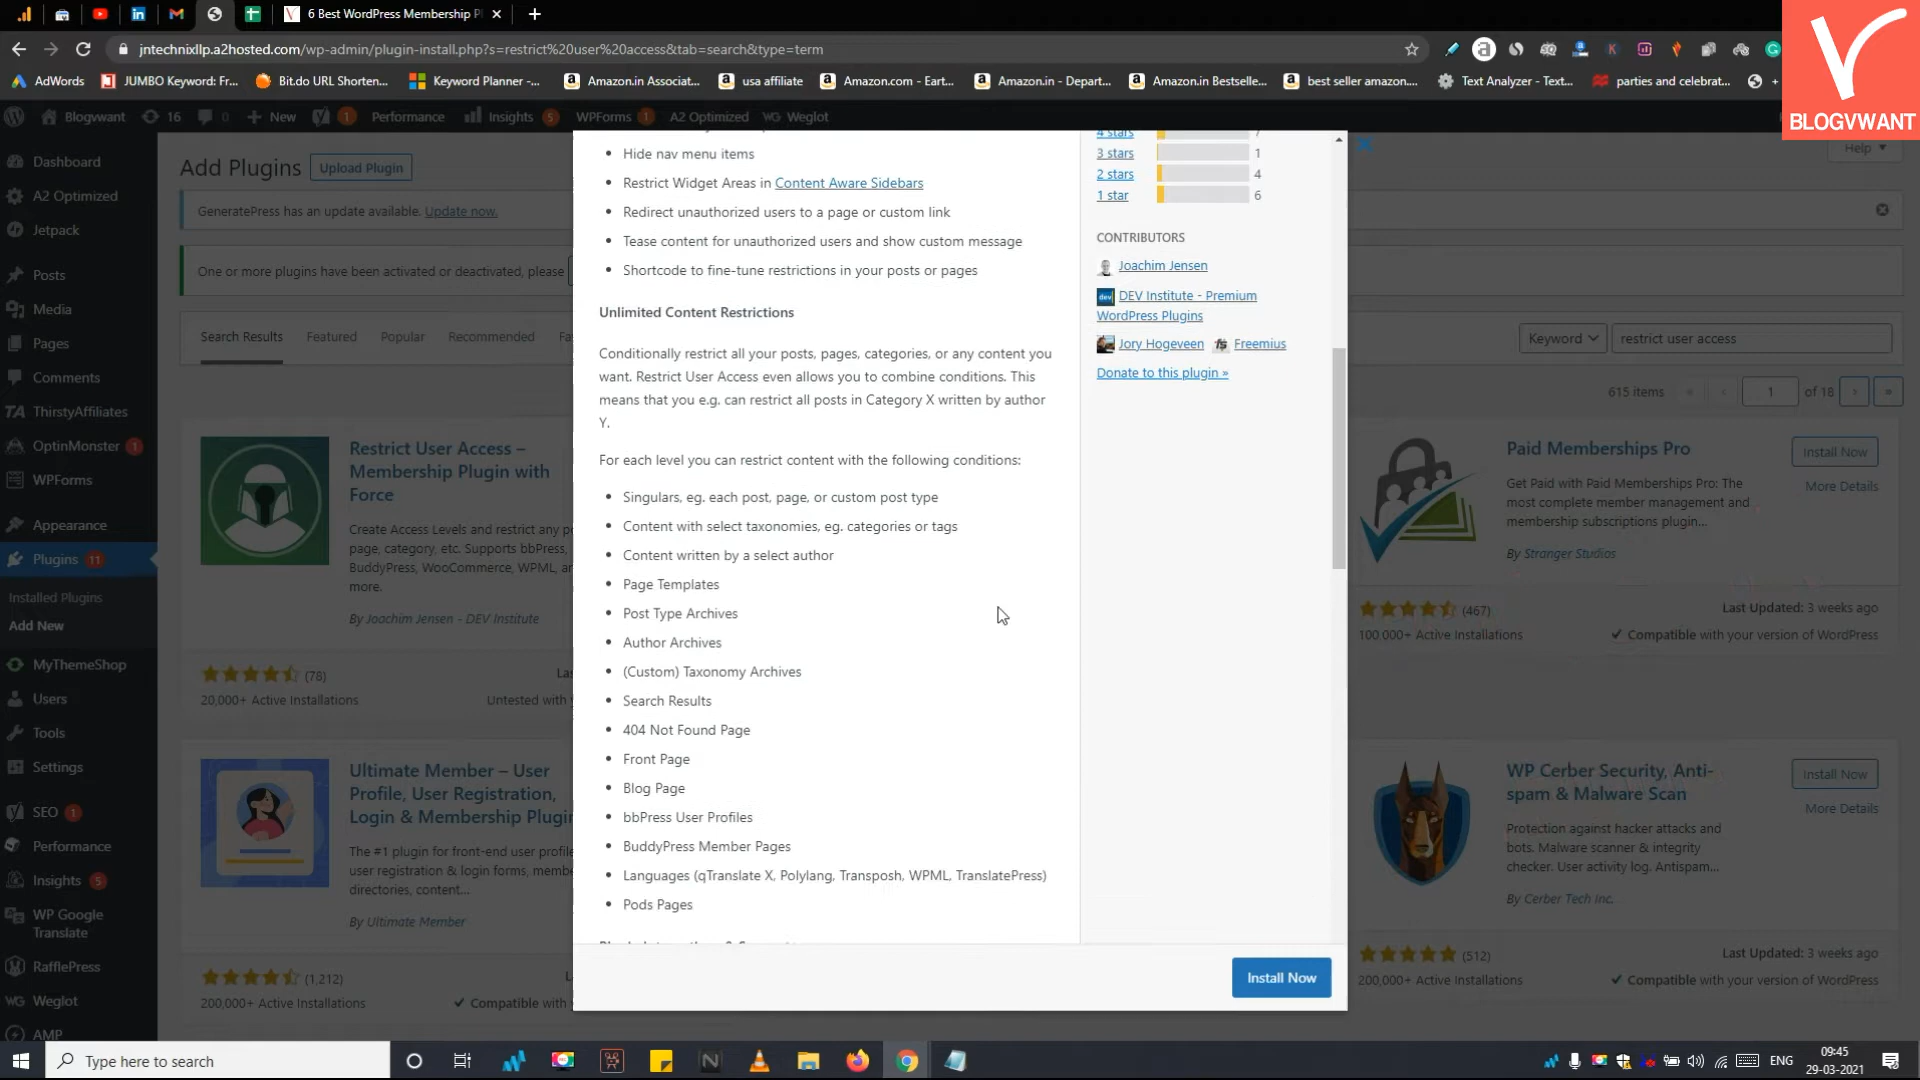 6 Best WordPress Membership P
jntechnixllp.a2hosted.com/wp-admin/plugin-install.php?s=restrict%20user%20access&tab=search&type=term
AdWords
JUMBO Keyword: Fr...
Bit.do URL Shorten...
Keyword Planner -...
Amazon.in Associat...
usa affiliate
Amazon.com - Eart...
Amazon.in - Depart...
Amazon.in Bestselle...
best seller amazon...
Text Analyzer - Text...
parties and celebrat...
BLOGVWANT
Blogvwant
16
0
New
1
Performance
Insights 5
WPForms 1
A2 Optimized
Weglot
Dashboard
A2 Optimized
Jetpack
Posts
Media
Pages
Comments
ThirstyAffiliates
OptinMonster 1
WPForms
Appearance
Plugins 11
Installed Plugins
Add New
MyThemeShop
Users
Tools
Settings
SEO 1
Performance
Insights 5
WP Google
Translate
RafflePress
Weglot
AMP
Add Plugins
Upload Plugin
Help
GeneratePress has an update available. Update now.
One or more plugins have been activated or deactivated, please
Search Results
Featured
Popular
Recommended
Keyword
restrict user access
615 items
1
of 18
Restrict User Access –
Membership Plugin with
Force
Create Access Levels and restrict any po
page, category, etc. Supports bbPress,
BuddyPress, WooCommerce, WPML, an
more.
By Joachim Jensen - DEV Institute
(78)
20,000+ Active Installations
Untested with
Ultimate Member – User
Profile, User Registration,
Login & Membership Plugin
The #1 plugin for front-end user profile
user registration & login forms, membe
directories, content...
By Ultimate Member
(1,212)
200,000+ Active Installations
Compatible with
Hide nav menu items
Restrict Widget Areas in Content Aware Sidebars
Redirect unauthorized users to a page or custom link
Tease content for unauthorized users and show custom message
Shortcode to fine-tune restrictions in your posts or pages
Unlimited Content Restrictions
Conditionally restrict all your posts, pages, categories, or any content you
want. Restrict User Access even allows you to combine conditions. This
means that you e.g. can restrict all posts in Category X written by author
Y.
For each level you can restrict content with the following conditions:
Singulars, eg. each post, page, or custom post type
Content with select taxonomies, eg. categories or tags
Content written by a select author
Page Templates
Post Type Archives
Author Archives
(Custom) Taxonomy Archives
Search Results
404 Not Found Page
Front Page
Blog Page
bbPress User Profiles
BuddyPress Member Pages
Languages (qTranslate X, Polylang, Transposh, WPML, TranslatePress)
Pods Pages
4 stars 7
3 stars 1
2 stars 4
1 star 6
CONTRIBUTORS
Joachim Jensen
DEV Institute - Premium
WordPress Plugins
Jory Hogeveen
Freemius
Donate to this plugin »
Install Now
Paid Memberships Pro
Install Now
More Details
Get Paid with Paid Memberships Pro: The
most complete member management and
membership subscriptions plugin...
By Stranger Studios
(467)
Last Updated: 3 weeks ago
100,000+ Active Installations
Compatible with your version of WordPress
WP Cerber Security, Anti-
spam & Malware Scan
Install Now
More Details
Protection against hacker attacks and
bots. Malware scanner & integrity
checker. User activity log. Antispam...
By Cerber Tech Inc.
(512)
Last Updated: 3 weeks ago
200,000+ Active Installations
Compatible with your version of WordPress
Type here to search
ENG
09:45
29-03-2021